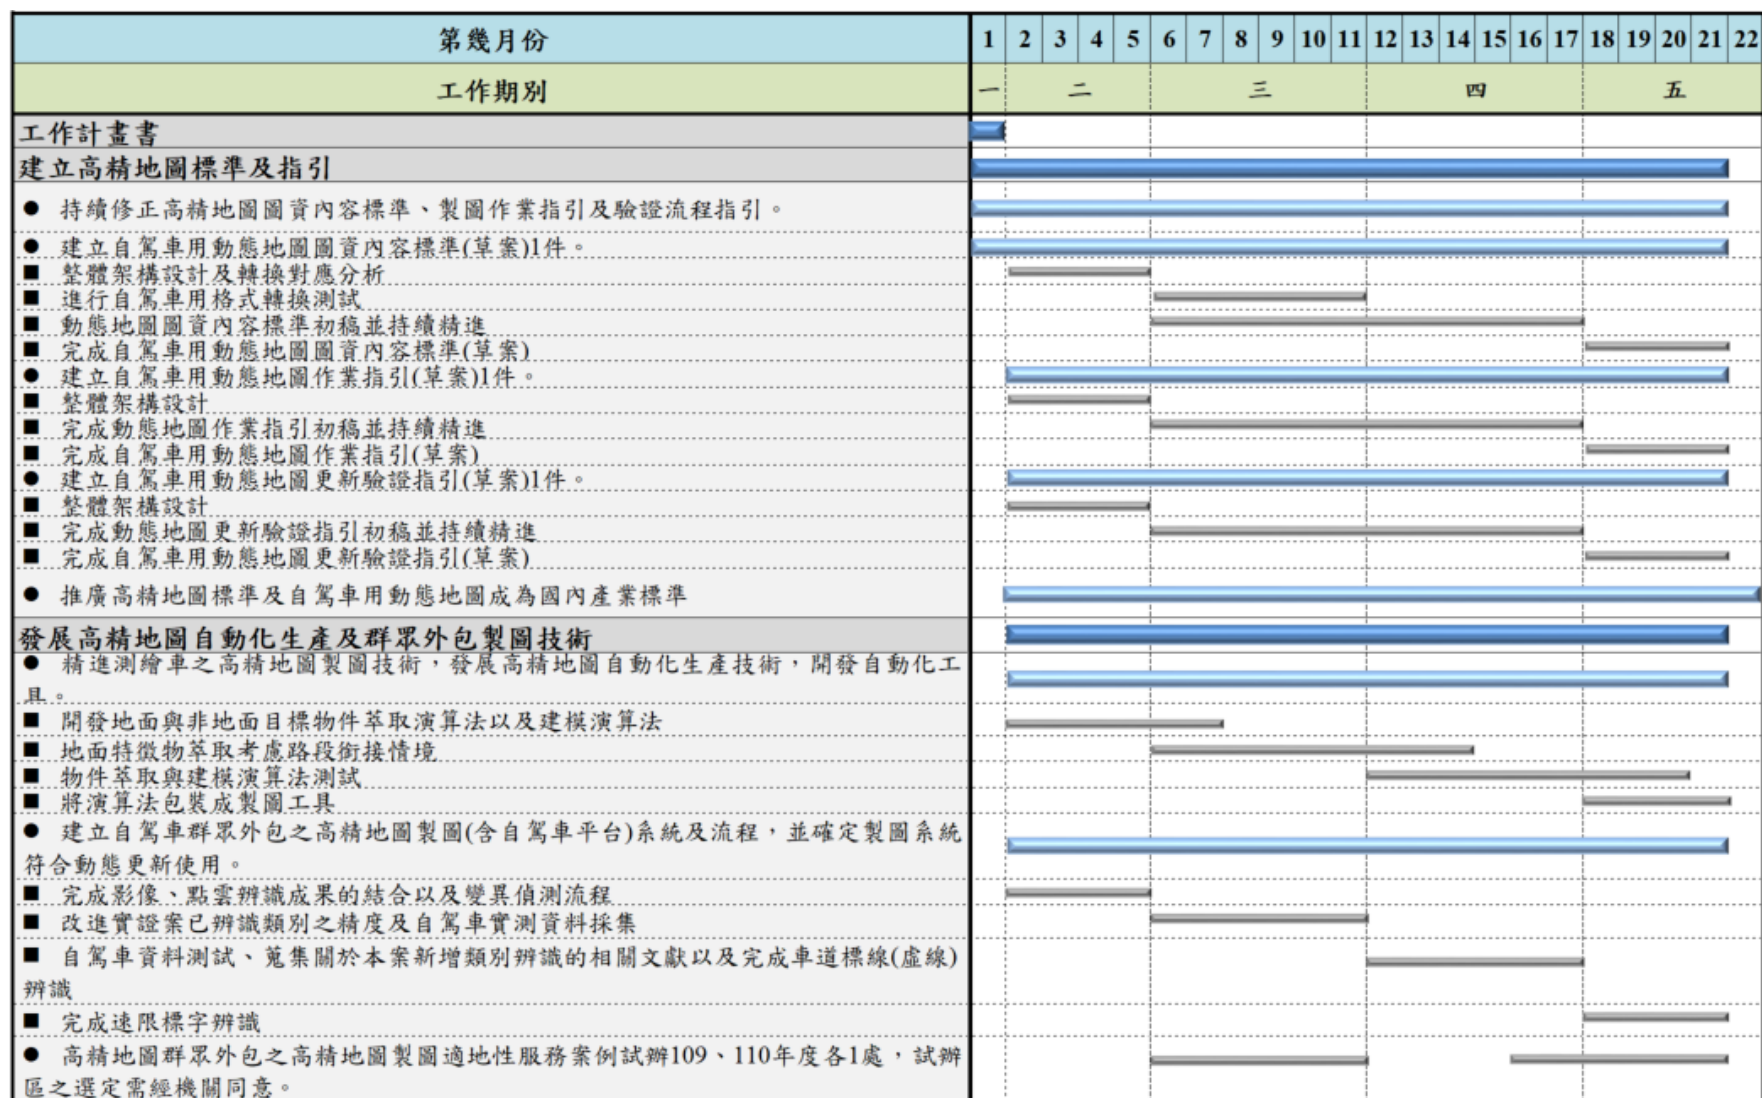 第幾月份 1 2 3 4 5 6 7 8 9 10 11 12 13 14 15 16 17 18 19 20 21 22
工作期別 一 二 三 四 五
工作計畫書
建立高精地圖標準及指引
● 持續修正高精地圖圖資內容標準、製圖作業指引及驗證流程指引。
● 建立自駕車用動態地圖圖資內容標準(草案)1件。
■ 整體架構設計及轉換對應分析
■ 進行自駕車用格式轉換測試
■ 動態地圖圖資內容標準初稿並持續精進
■ 完成自駕車用動態地圖圖資內容標準(草案)
● 建立自駕車用動態地圖作業指引(草案)1件。
■ 整體架構設計
■ 完成動態地圖作業指引初稿並持續精進
■ 完成自駕車用動態地圖作業指引(草案)
● 建立自駕車用動態地圖更新驗證指引(草案)1件。
■ 整體架構設計
■ 完成動態地圖更新驗證指引初稿並持續精進
■ 完成自駕車用動態地圖更新驗證指引(草案)
● 推廣高精地圖標準及自駕車用動態地圖成為國內產業標準
發展高精地圖自動化生產及群眾外包製圖技術
● 精進測繪車之高精地圖製圖技術，發展高精地圖自動化生產技術，開發自動化工
具。
■ 開發地面與非地面目標物件萃取演算法以及建模演算法
■ 地面特徵物萃取考慮路段銜接情境
■ 物件萃取與建模演算法測試
■ 將演算法包裝成製圖工具
● 建立自駕車群眾外包之高精地圖製圖(含自駕車平台)系統及流程，並確定製圖系統
符合動態更新使用。
■ 完成影像、點雲辨識成果的結合以及變異偵測流程
■ 改進實證案已辨識類別之精度及自駕車實測資料採集
■ 自駕車資料測試、蒐集關於本案新增類別辨識的相關文獻以及完成車道標線(虛線)
辨識
■ 完成速限標字辨識
● 高精地圖群眾外包之高精地圖製圖適地性服務案例試辦109、110年度各1處，試辦
區之選定需經機關同意。